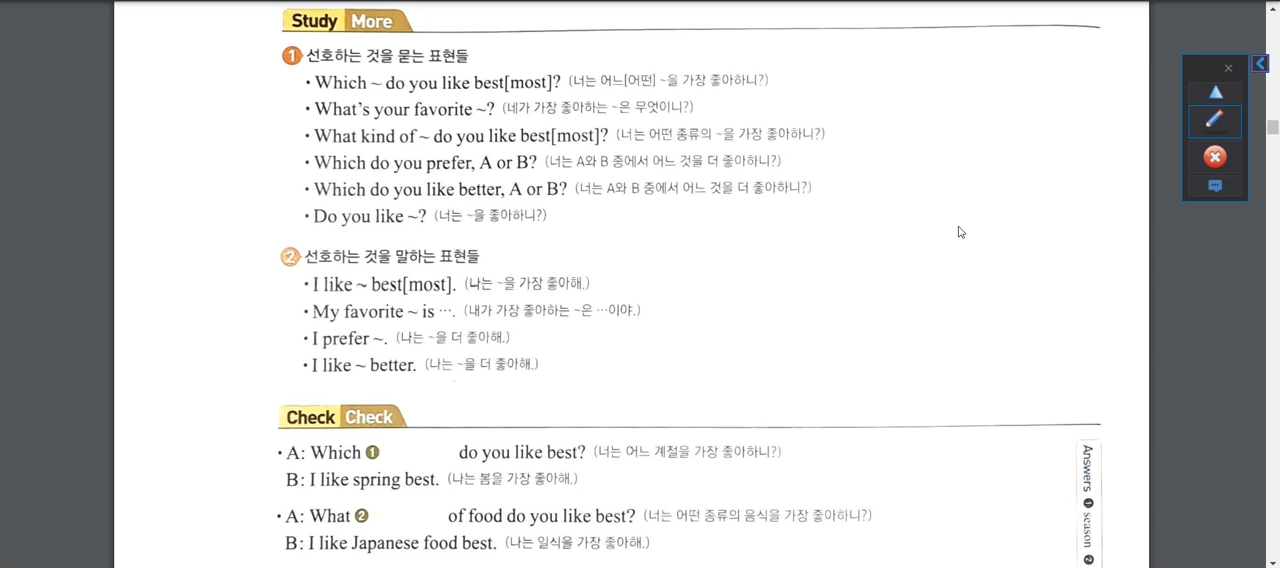 Study More
1 선호하는 것을 묻는 표현들
• Which ~ do you like best[most]? (너는 어느[어떤] ~을 가장 좋아하니?)
• What's your favorite ~? (네가 가장 좋아하는 ~은 무엇이니?)
• What kind of ~ do you like best[most]? (너는 어떤 종류의 ~을 가장 좋아하니?)
• Which do you prefer, A or B? (너는 A와 B 중에서 어느 것을 더 좋아하니?)
• Which do you like better, A or B? (너는 A와 B 중에서 어느 것을 더 좋아하니?)
• Do you like ~? (너는 ~을 좋아하니?)
2 선호하는 것을 말하는 표현들
• I like ~ best[most]. (나는 ~을 가장 좋아해.)
• My favorite ~ is …. (내가 가장 좋아하는 ~은 …이야.)
• I prefer ~. (나는 ~을 더 좋아해.)
• I like ~ better. (나는 ~을 더 좋아해.)
Check Check
• A: Which 1 do you like best? (너는 어느 계절을 가장 좋아하니?)
B: I like spring best. (나는 봄을 가장 좋아해.)
• A: What 2 of food do you like best? (너는 어떤 종류의 음식을 가장 좋아하니?)
B: I like Japanese food best. (나는 일식을 가장 좋아해.)
Answers 1 season 2